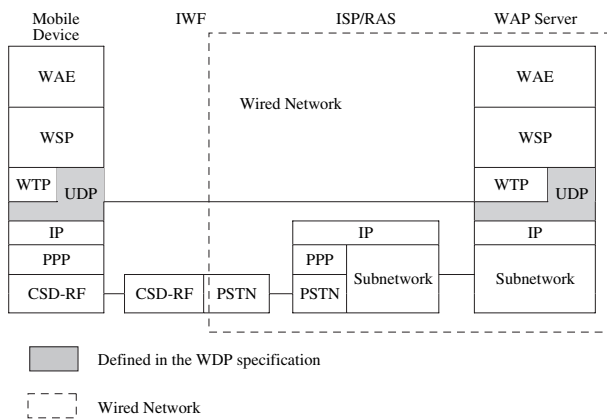 Mobile Device
IWF
ISP/RAS
WAP Server
WAE
WAE
Wired Network
WSP
WSP
WTP
UDP
WTP
UDP
IP
IP
IP
PPP
PPP
Subnetwork
Subnetwork
CSD-RF
CSD-RF
PSTN
PSTN
Defined in the WDP specification
Wired Network